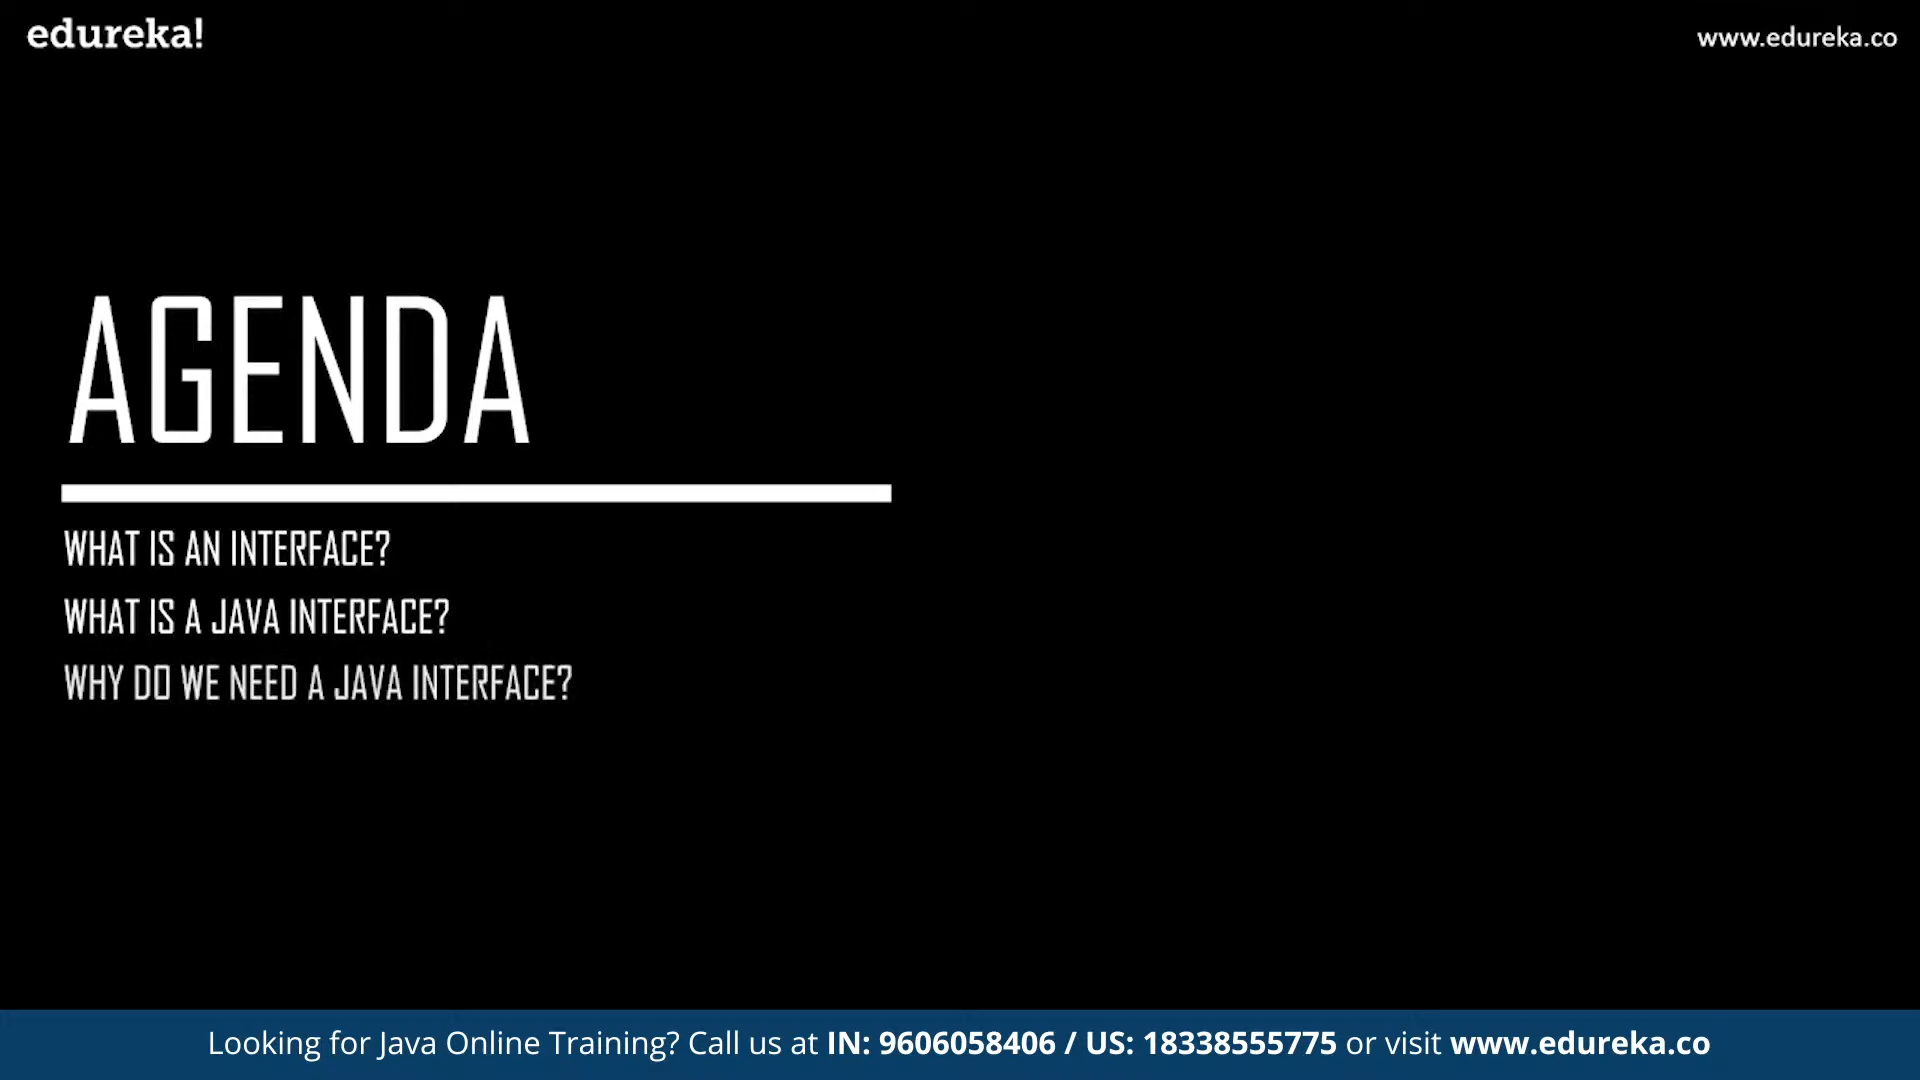 edureka!
www.edureka.co
AGENDA
WHAT IS AN INTERFACE?
WHAT IS A JAVA INTERFACE?
WHY DO WE NEED A JAVA INTERFACE?
Looking for Java Online Training? Call us at IN: 9606058406 / US: 18338555775 or visit www.edureka.co